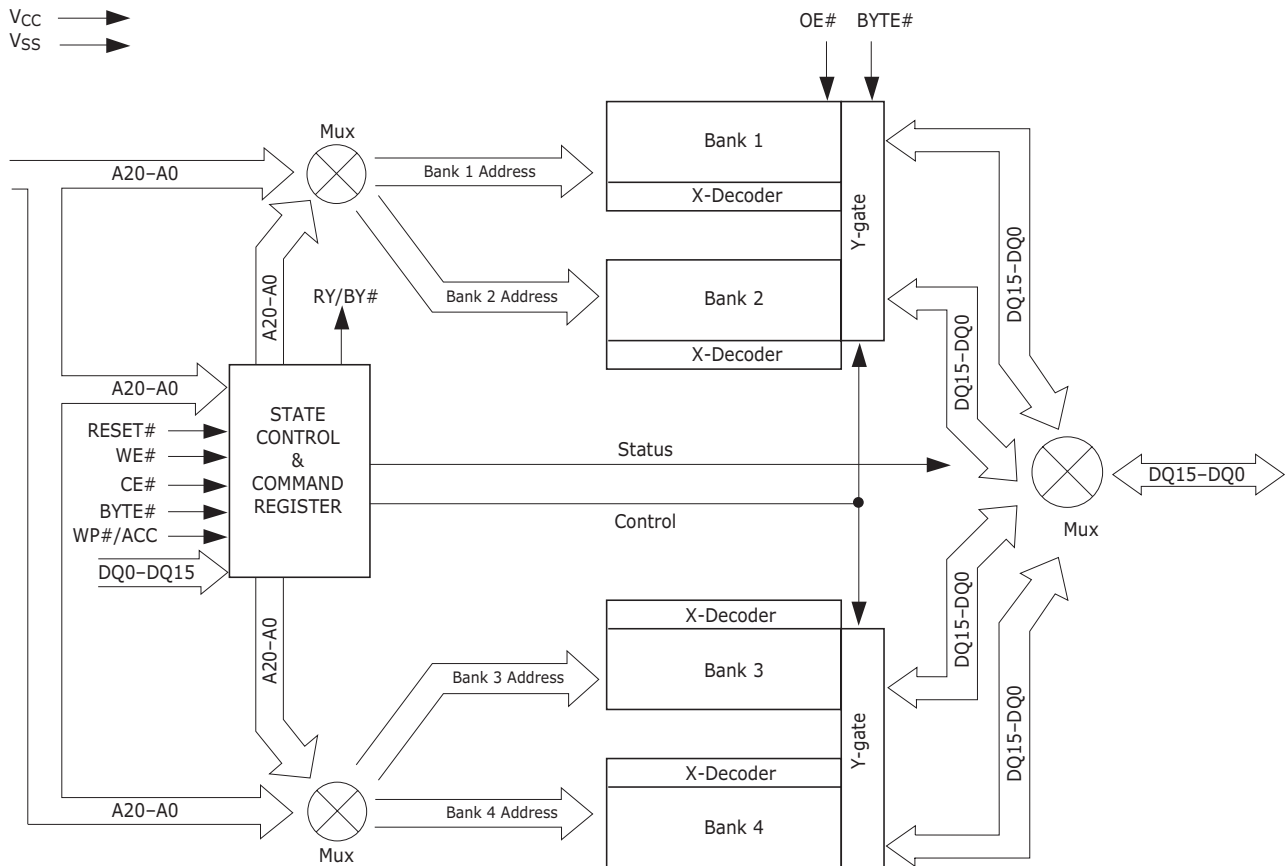 VCC
VSS
OE# BYTE#
Mux
A20–A0
Bank 1 Address
Bank 1
X-Decoder
Y-gate
DQ15–DQ0
A20–A0
RY/BY#
Bank 2 Address
Bank 2
X-Decoder
DQ15–DQ0
A20–A0
RESET#
WE#
CE#
BYTE#
WP#/ACC
DQ0–DQ15
STATE
CONTROL
&
COMMAND
REGISTER
Status
Control
DQ15–DQ0
Mux
A20–A0
Bank 3 Address
X-Decoder
Bank 3
Y-gate
DQ15–DQ0
DQ15–DQ0
A20–A0
Mux
Bank 4 Address
X-Decoder
Bank 4